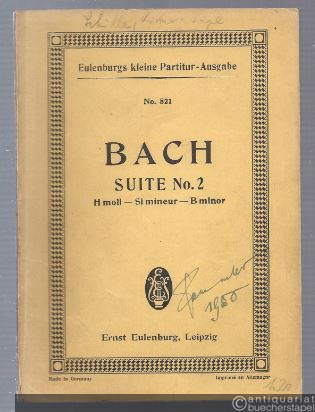 Eulenburgs kleine Partitur-Ausgabe
No. 821
BACH
SUITE No. 2
H moll — Si mineur — B minor
1950
Ernst Eulenburg, Leipzig
Made in Germany
Imprimé en Allemagne
© antiquariat
buecherstapel